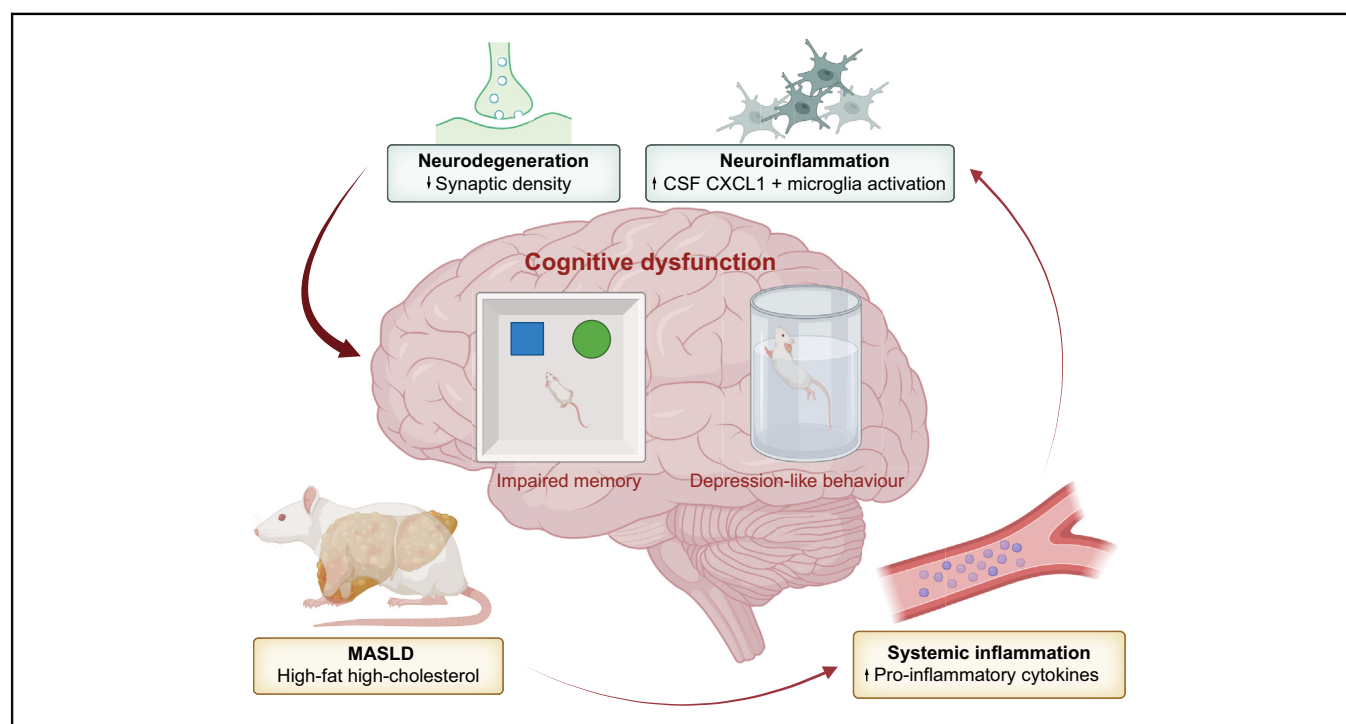 Neurodegeneration
↓ Synaptic density
Neuroinflammation
↑ CSF CXCL1 + microglia activation
Cognitive dysfunction
Impaired memory
Depression-like behaviour
MASLD
High-fat high-cholesterol
Systemic inflammation
↑ Pro-inflammatory cytokines